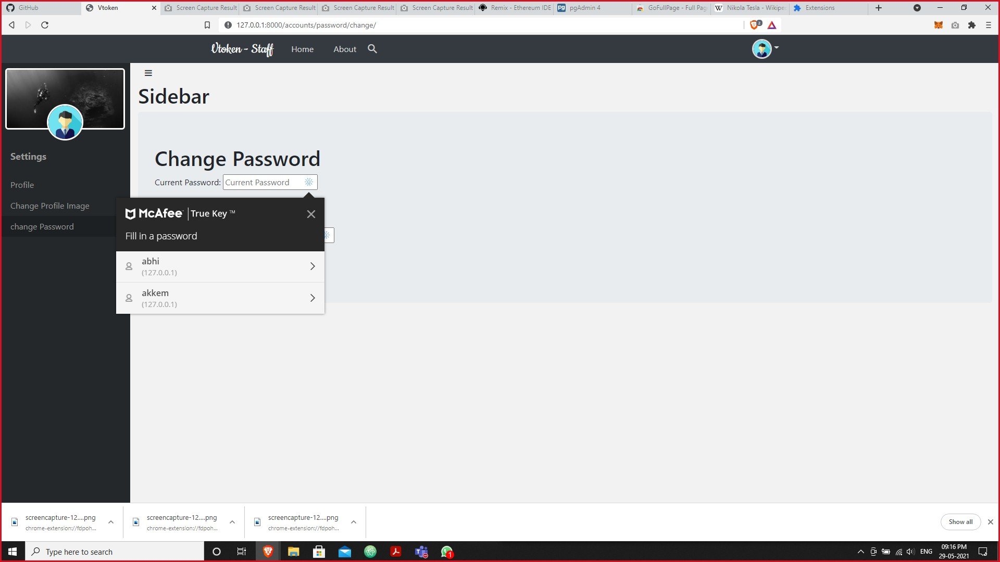 GitHub
Vtoken
Screen Capture Result
Screen Capture Result
Screen Capture Result
Screen Capture Result
Remix - Ethereum IDE
pgAdmin 4
GoFullPage - Full Pag
Nikola Tesla - Wikipe
Extensions
127.0.0.1:8000/accounts/password/change/
2
Vtoken - Staff
Home
About
Sidebar
Settings
Profile
Change Profile Image
change Password
Change Password
Current Password: Current Password
McAfee™ | True Key ™
Fill in a password
abhi
(127.0.0.1)
akkem
(127.0.0.1)
screencapture-12....png
chrome-extension://fdpoh...
screencapture-12....png
chrome-extension://fdpoh...
screencapture-12....png
chrome-extension://fdpoh...
Show all
Type here to search
1
ENG
09:16 PM
29-05-2021